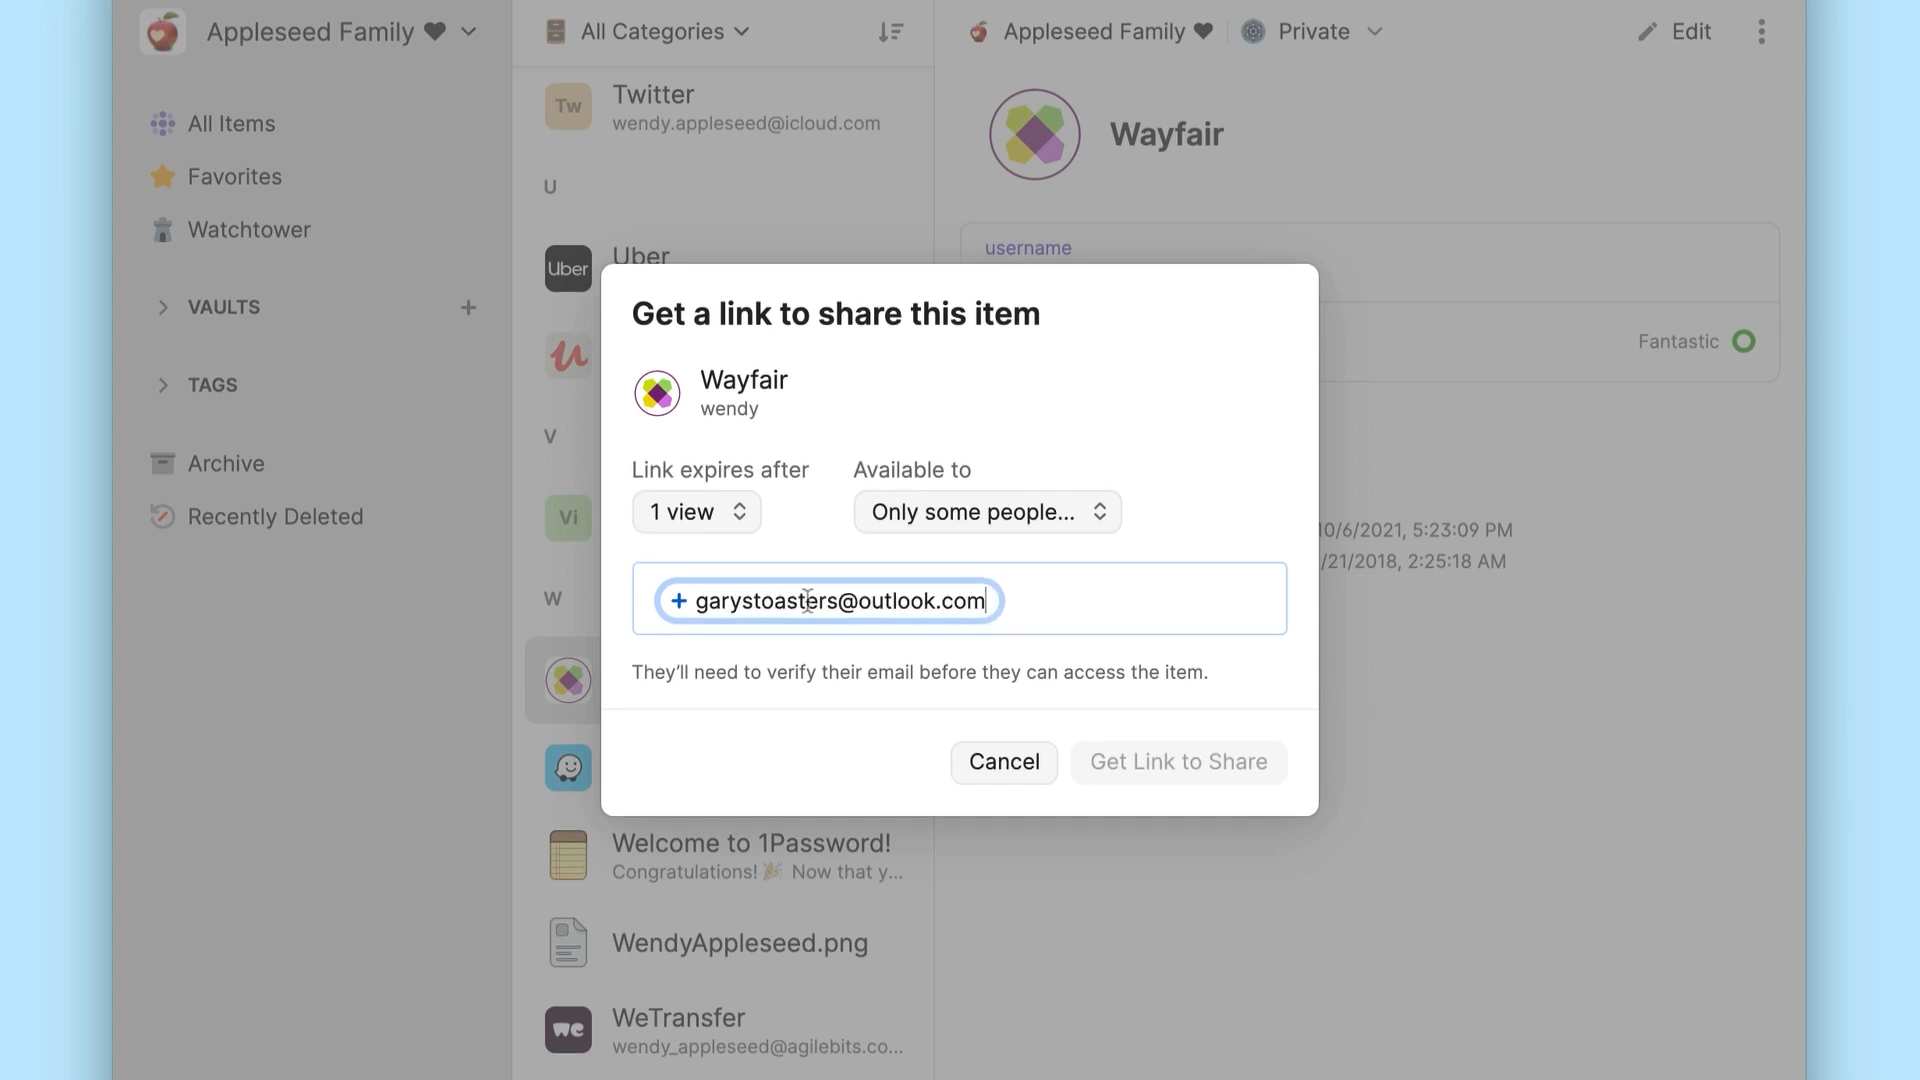 Appleseed Family
All Items
Favorites
Watchtower
VAULTS
TAGS
Archive
Recently Deleted
All Categories
Tw
Twitter
wendy.appleseed@icloud.com
U
Uber
Uber
V
Vi
W
Welcome to 1Password!
Congratulations! 🎉 Now that y...
WendyAppleseed.png
we
WeTransfer
wendy_appleseed@agilebits.co...
Appleseed Family
Private
Edit
Wayfair
username
Fantastic
10/6/2021, 5:23:09 PM
/21/2018, 2:25:18 AM
Get a link to share this item
Wayfair
wendy
Link expires after
Available to
1 view
Only some people...
+ garystoasters@outlook.com
They'll need to verify their email before they can access the item.
Cancel
Get Link to Share